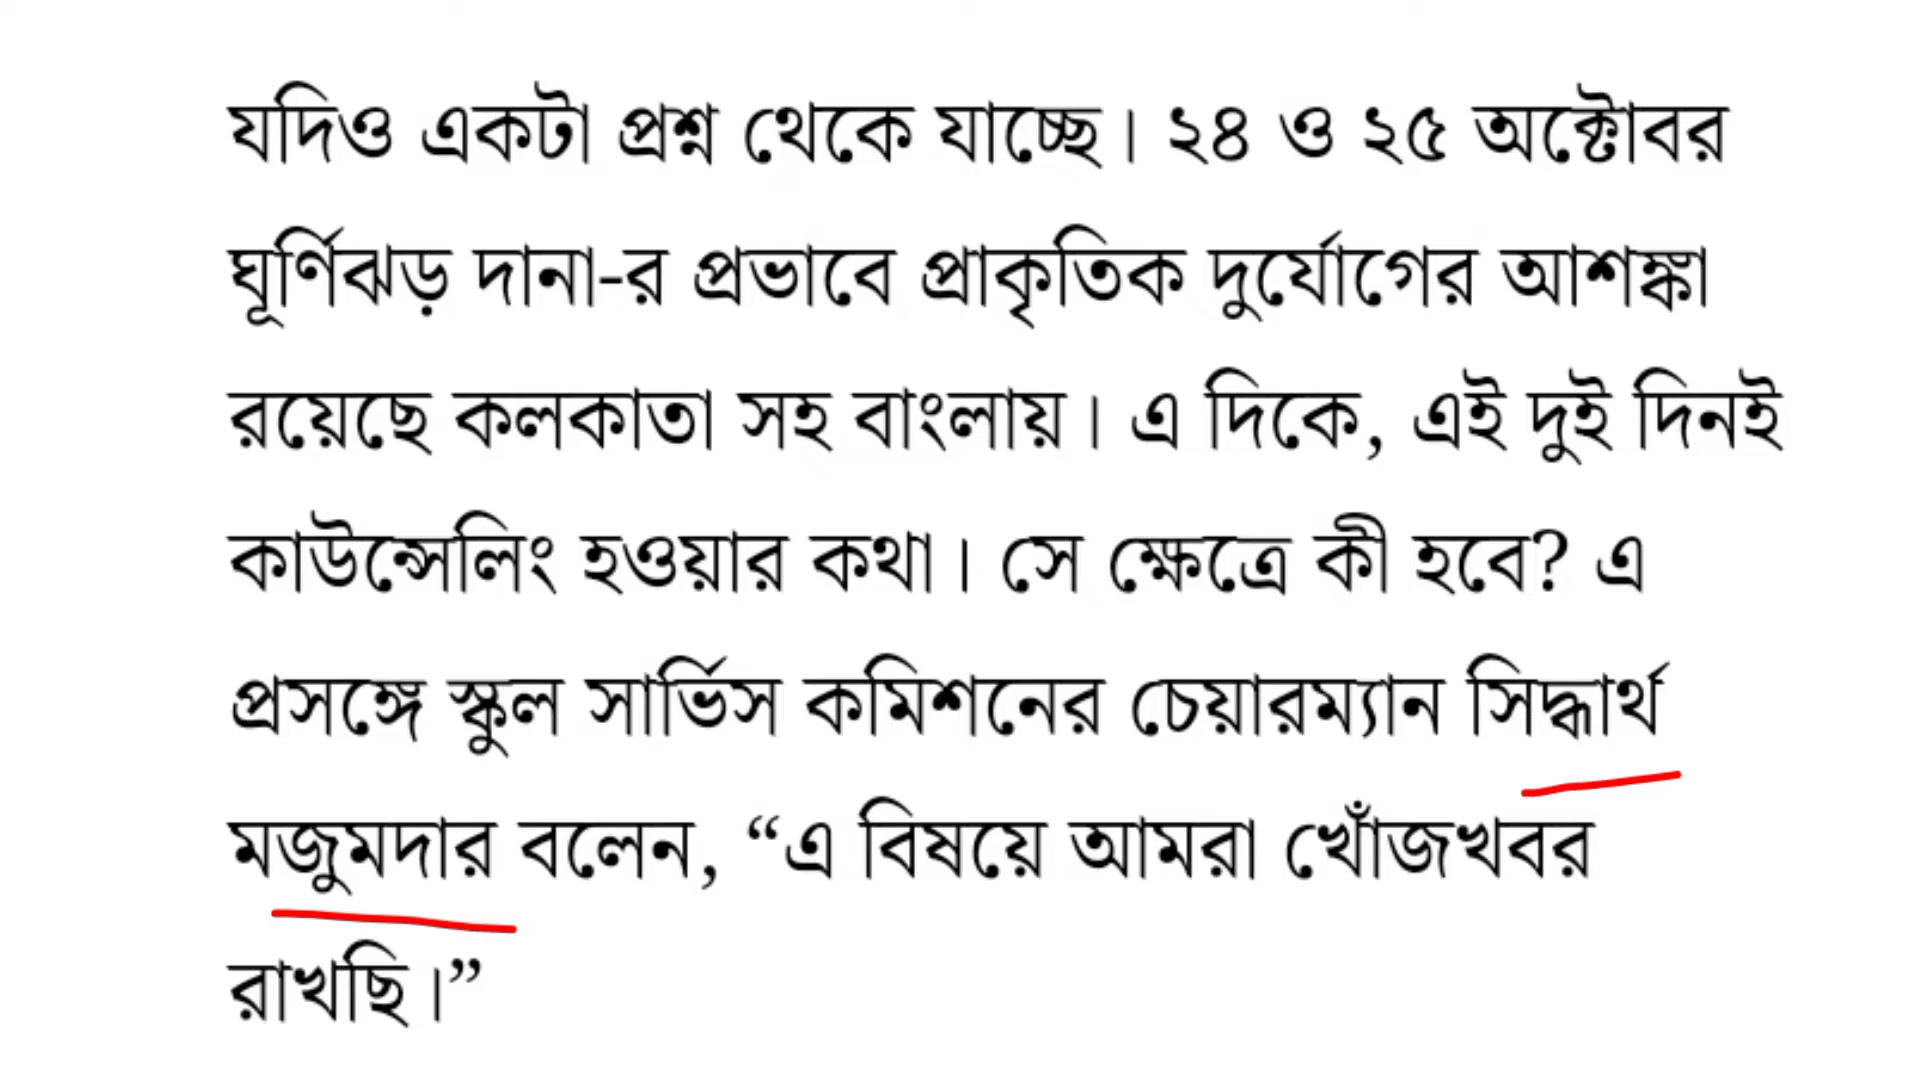 যদিও একটা প্রশ্ন থেকে যাচ্ছে। ২৪ ও ২৫ অক্টোবর
ঘূর্ণিঝড় দানা-র প্রভাবে প্রাকৃতিক দুর্যোগের আশঙ্কা
রয়েছে কলকাতা সহ বাংলায়। এ দিকে, এই দুই দিনই
কাউন্সেলিং হওয়ার কথা। সে ক্ষেত্রে কী হবে? এ
প্রসঙ্গে স্কুল সার্ভিস কমিশনের চেয়ারম্যান সিদ্ধার্থ
মজুমদার বলেন, “এ বিষয়ে আমরা খোঁজখবর
রাখছি।”